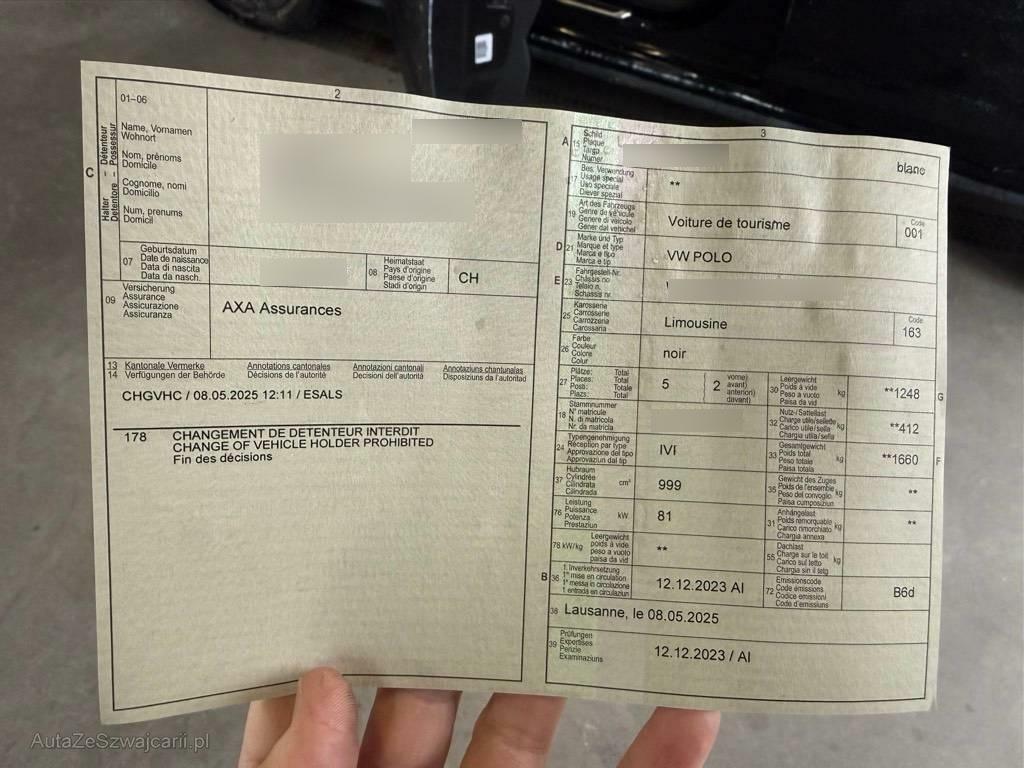 2
01–06
C
Halter – Détenteur
Detentore – Possessur
Name, Vornamen
Wohnort
Nom, prénoms
Domicile
Cognome, nomi
Domicilio
Num, prenums
Domicil
07
Geburtsdatum
Date de naissance
Data di nascita
Data da nasch.
08
Heimatstaat
Pays d'origine
Paese d'origine
Stadi d'origin
CH
09
Versicherung
Assurance
Assicurazione
Assicuranza
AXA Assurances
13 Kantonale Vermerke Annotations cantonales Annotazioni cantonali Annotaziuns chantunalas
14 Verfügungen der Behörde Décisions de l'autorité Decisioni dell'autorità Disposiziuns da l'autoritad
CHGVHC / 08.05.2025 12:11 / ESALS
178 CHANGEMENT DE DETENTEUR INTERDIT
CHANGE OF VEHICLE HOLDER PROHIBITED
Fin des décisions
3
A 15
Schild
Plaque
Targa
Numer
blanc
17
Bes. Verwendung
Usage spécial
Uso speciale
Diever spezial
**
19
Art des Fahrzeugs
Genre de véhicule
Genere di veicolo
Gener dal vehichel
Voiture de tourisme
Code
001
D 21
Marke und Typ
Marque et type
Marca e tipo
Marca e tip
VW POLO
E 23
Fahrgestell-Nr.
Châssis no
Telaio n.
Schassis nr.
25
Karosserie
Carrosserie
Carrozzeria
Carossaria
Limousine
Code
163
26
Farbe
Couleur
Colore
Colur
noir
27
Plätze: Total
Places: Total
Posti: Totale
Plazs: Total
5
2
vorne)
avant)
anteriori)
davant)
30
Leergewicht
Poids à vide
Peso a vuoto
Paisa da vid
kg
**1248
G
18
Stammnummer
N° matricule
N. di matricola
Nr. da matricla
32
Nutz-/Sattellast
Charge utile/sellette
Carico utile/sella
Chargia utila/sella
kg
**412
24
Typengenehmigung
Réception par type
Approvazione del tipo
Approvaziun dal tip
IVI
33
Gesamtgewicht
Poids total
Peso totale
Paisa totala
kg
**1660
F
37
Hubraum
Cylindrée
Cilindrata
Cilindrada
cm³
999
35
Gewicht des Zuges
Poids de l'ensemble
Peso del convoglio
Paisa cumposiziun
kg
**
76
Leistung
Puissance
Potenza
Prestaziun
kW
81
31
Anhängelast
Poids remorquable
Carico rimorchiato
Chargia annexa
kg
**
78 kW/kg
Leergewicht
poids à vide
peso a vuoto
paisa da vid
**
55
Dachlast
Charge sur le toit
Carico sul tetto
Chargia sin il tetg
kg
B 36
1. Inverkehrsetzung
1re mise en circulation
1a messa in circolazione
1. entrada en circulaziun
12.12.2023 AI
72
Emissionscode
Code émissions
Codice emissioni
Code d'emissiuns
B6d
38 Lausanne, le 08.05.2025
39
Prüfungen
Expertises
Perizie
Examinaziuns
12.12.2023 / AI
AutaZeSzwajcarii.pl